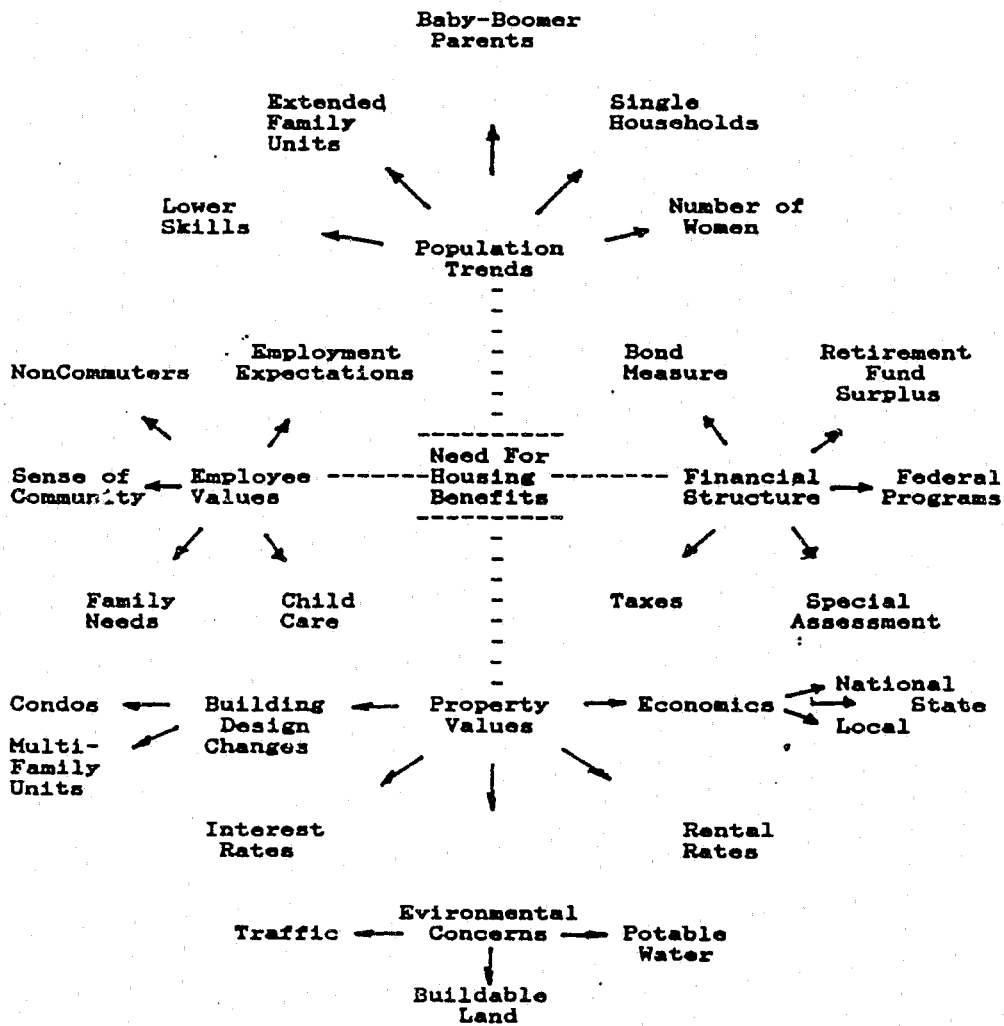 Baby-Boomer
Parents
Extended
Family
Units
Single
Households
Lower
Skills
Number of
Women
Population
Trends
NonCommuters
Employment
Expectations
Bond
Measure
Retirement
Fund
Surplus
Sense of
Community
Employee
Values
Need For
Housing
Benefits
Financial
Structure
Federal
Programs
Family
Needs
Child
Care
Taxes
Special
Assessment
Condos
Multi-
Family
Units
Building
Design
Changes
Property
Values
Economics
National
State
Local
Interest
Rates
Rental
Rates
Traffic
Evironmental
Concerns
Potable
Water
Buildable
Land